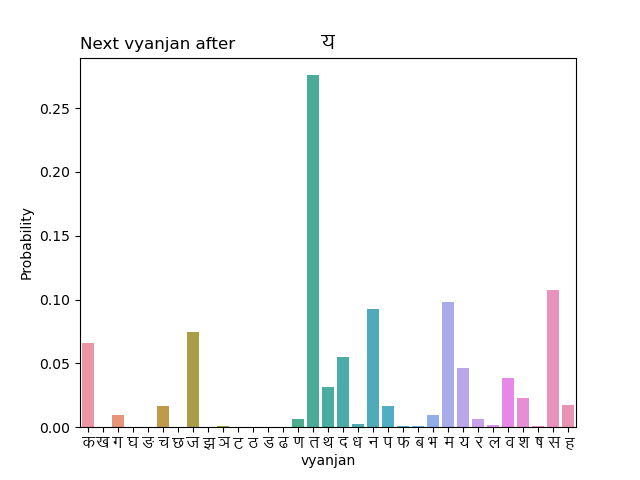 Next vyanjan after य
0.25
0.20
0.15
0.10
0.05
0.00
Probability
क ख ग घ ङ च छ ज झ ञ ट ठ ड ढ ण त थ द ध न प फ ब भ म य र ल व श ष स ह
vyanjan